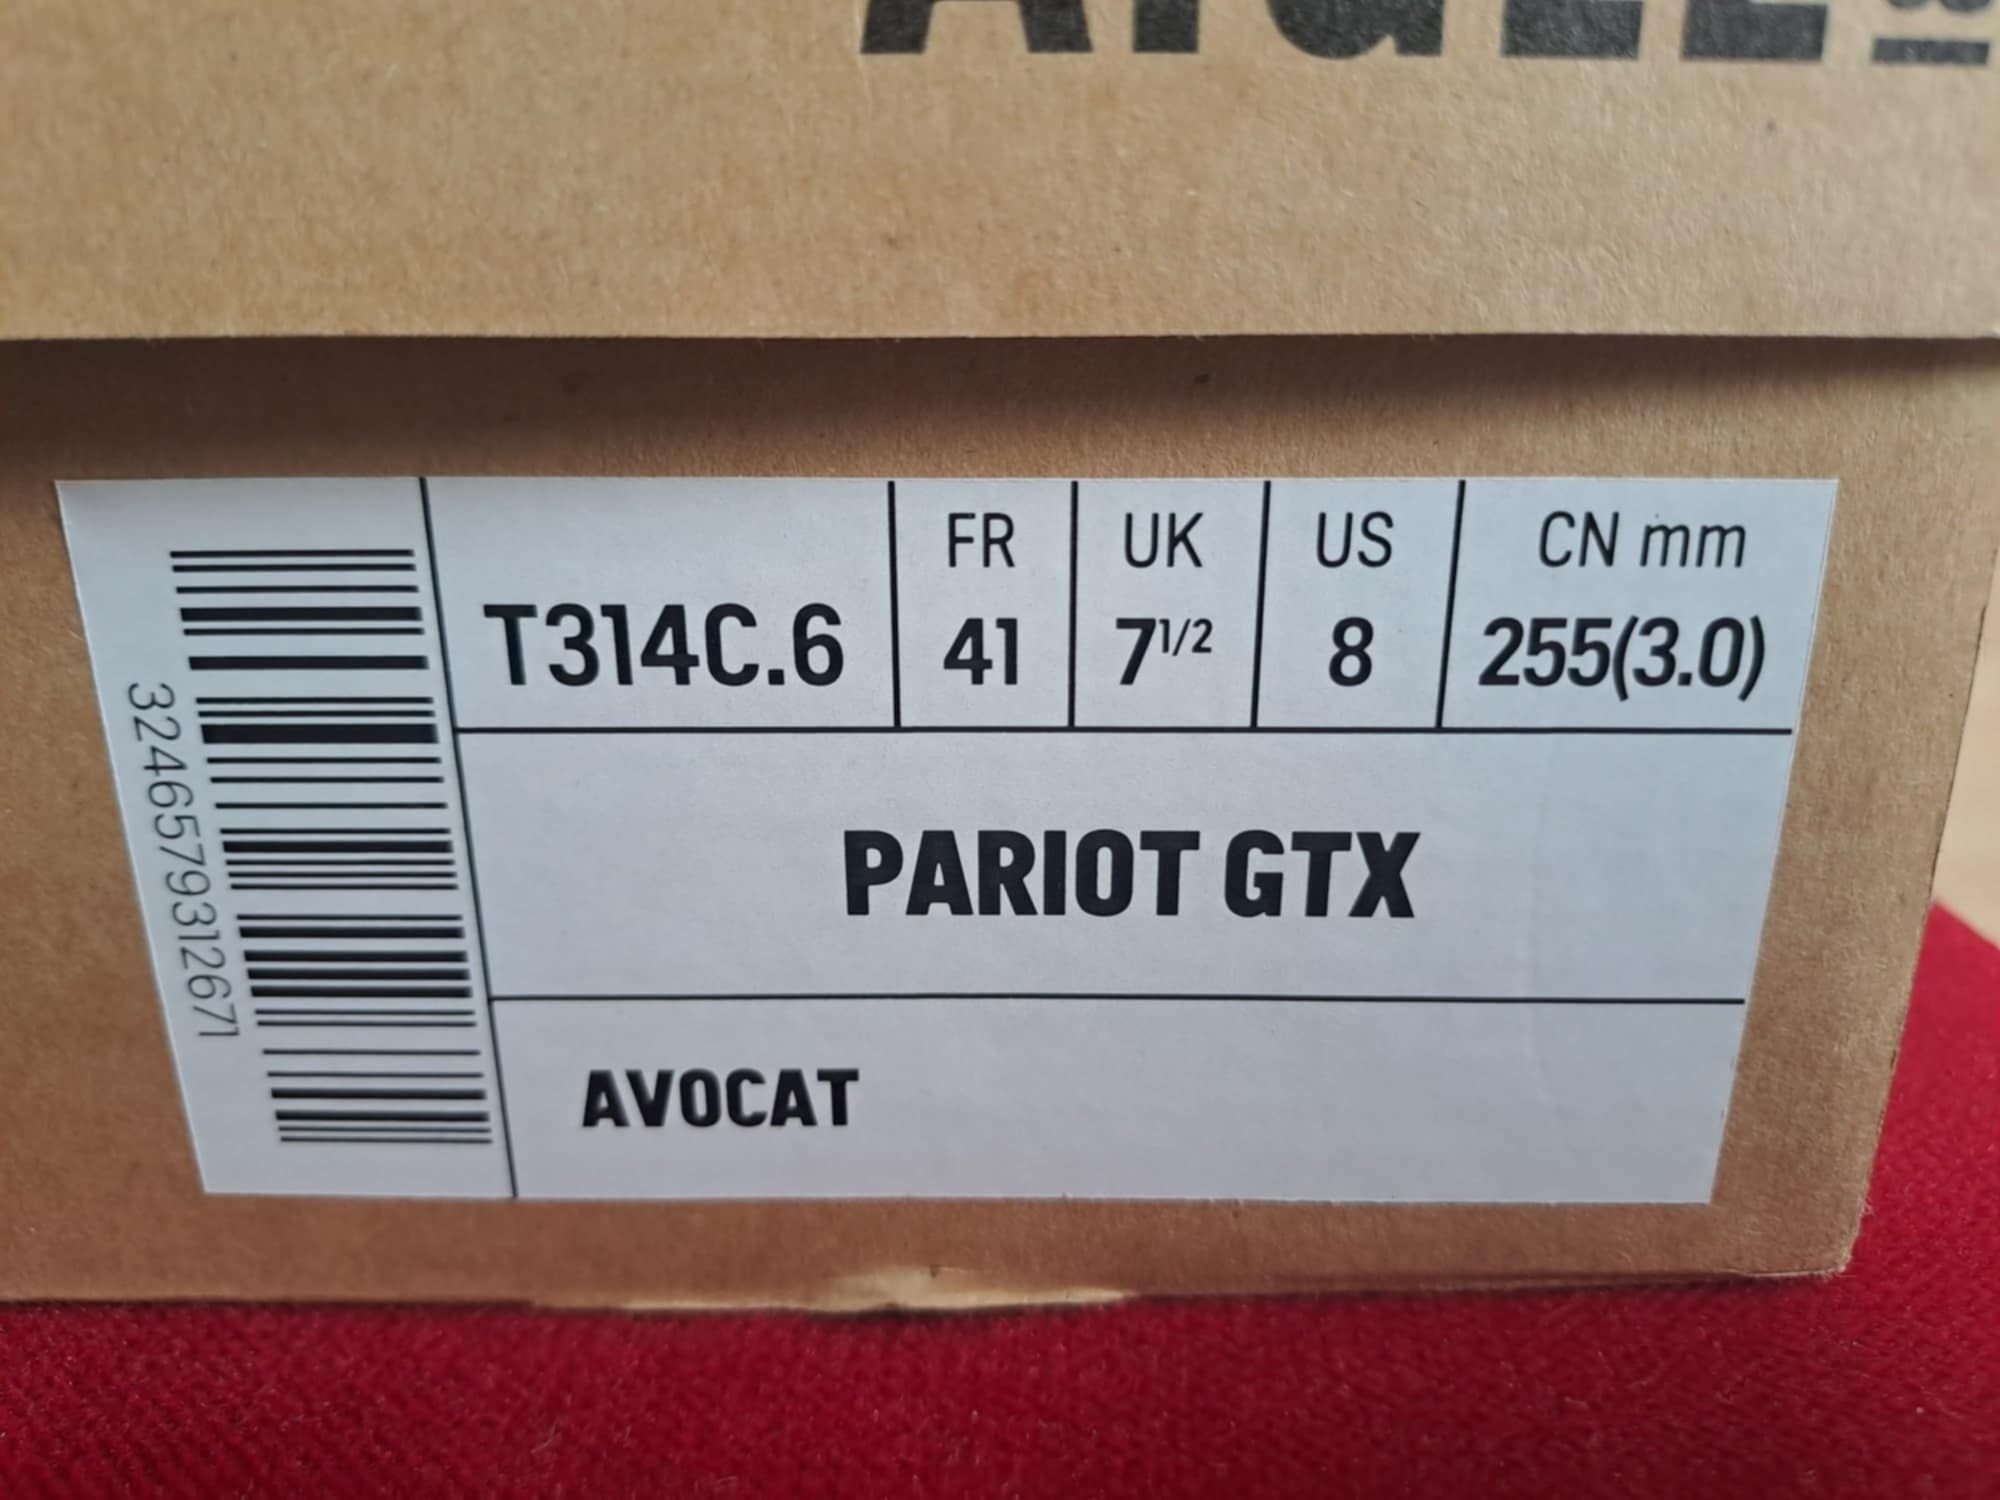 3246579312671
T314C.6
FR
41
UK
7 1/2
US
8
CN mm
255(3.0)
PARIOT GTX
AVOCAT